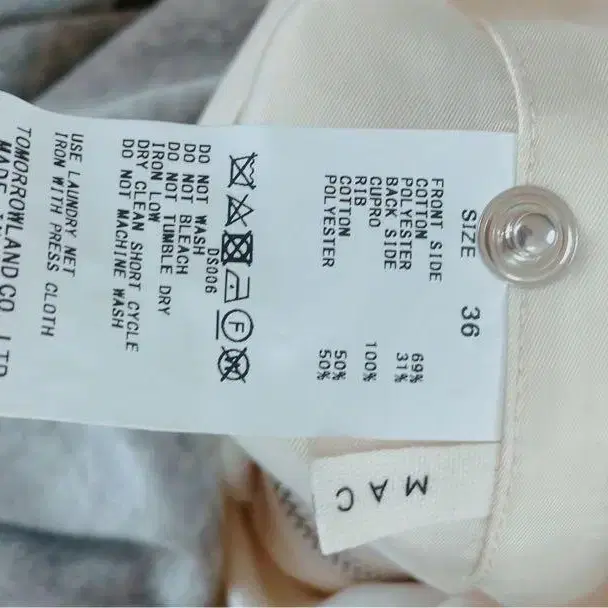 SIZE 36
FRONT SIDE
COTTON 69%
POLYESTER 31%
BACK SIDE
CUPRO 100%
RIB
COTTON 50%
POLYESTER 50%
DS006
DO NOT WASH
DO NOT BLEACH
DO NOT TUMBLE DRY
IRON LOW
DRY CLEAN SHORT CYCLE
DO NOT MACHINE WASH
USE LAUNDRY NET
IRON WITH PRESS CLOTH
TOMORROWLAND CO., LTD
MADE
F
W
MAC